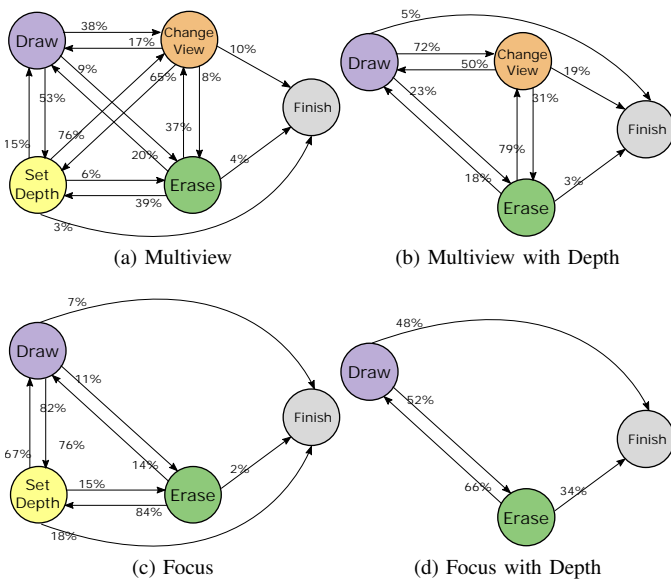 5%
38%
Draw
Change
View
17%
10%
9%
65%
8%
53%
76%
37%
Finish
15%
20%
4%
6%
Set
Depth
Erase
39%
3%
(a) Multiview
72%
Draw
Change
View
50%
19%
23%
31%
Finish
79%
18%
3%
Erase
(b) Multiview with Depth
7%
Draw
11%
82%
Finish
67%
76%
14%
2%
15%
Set
Depth
Erase
84%
18%
(c) Focus
48%
Draw
52%
Finish
66%
34%
Erase
(d) Focus with Depth